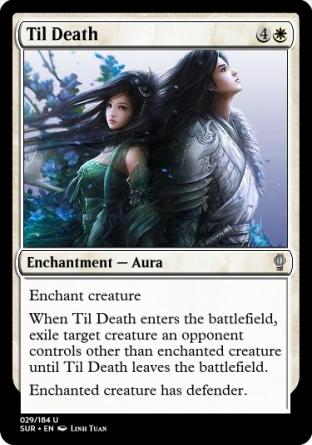 Til Death 4
Enchantment — Aura
Enchant creature
When Til Death enters the battlefield,
exile target creature an opponent
controls other than enchanted creature
until Til Death leaves the battlefield.
Enchanted creature has defender.
029/184 U
SUR • EN Linh Tuan